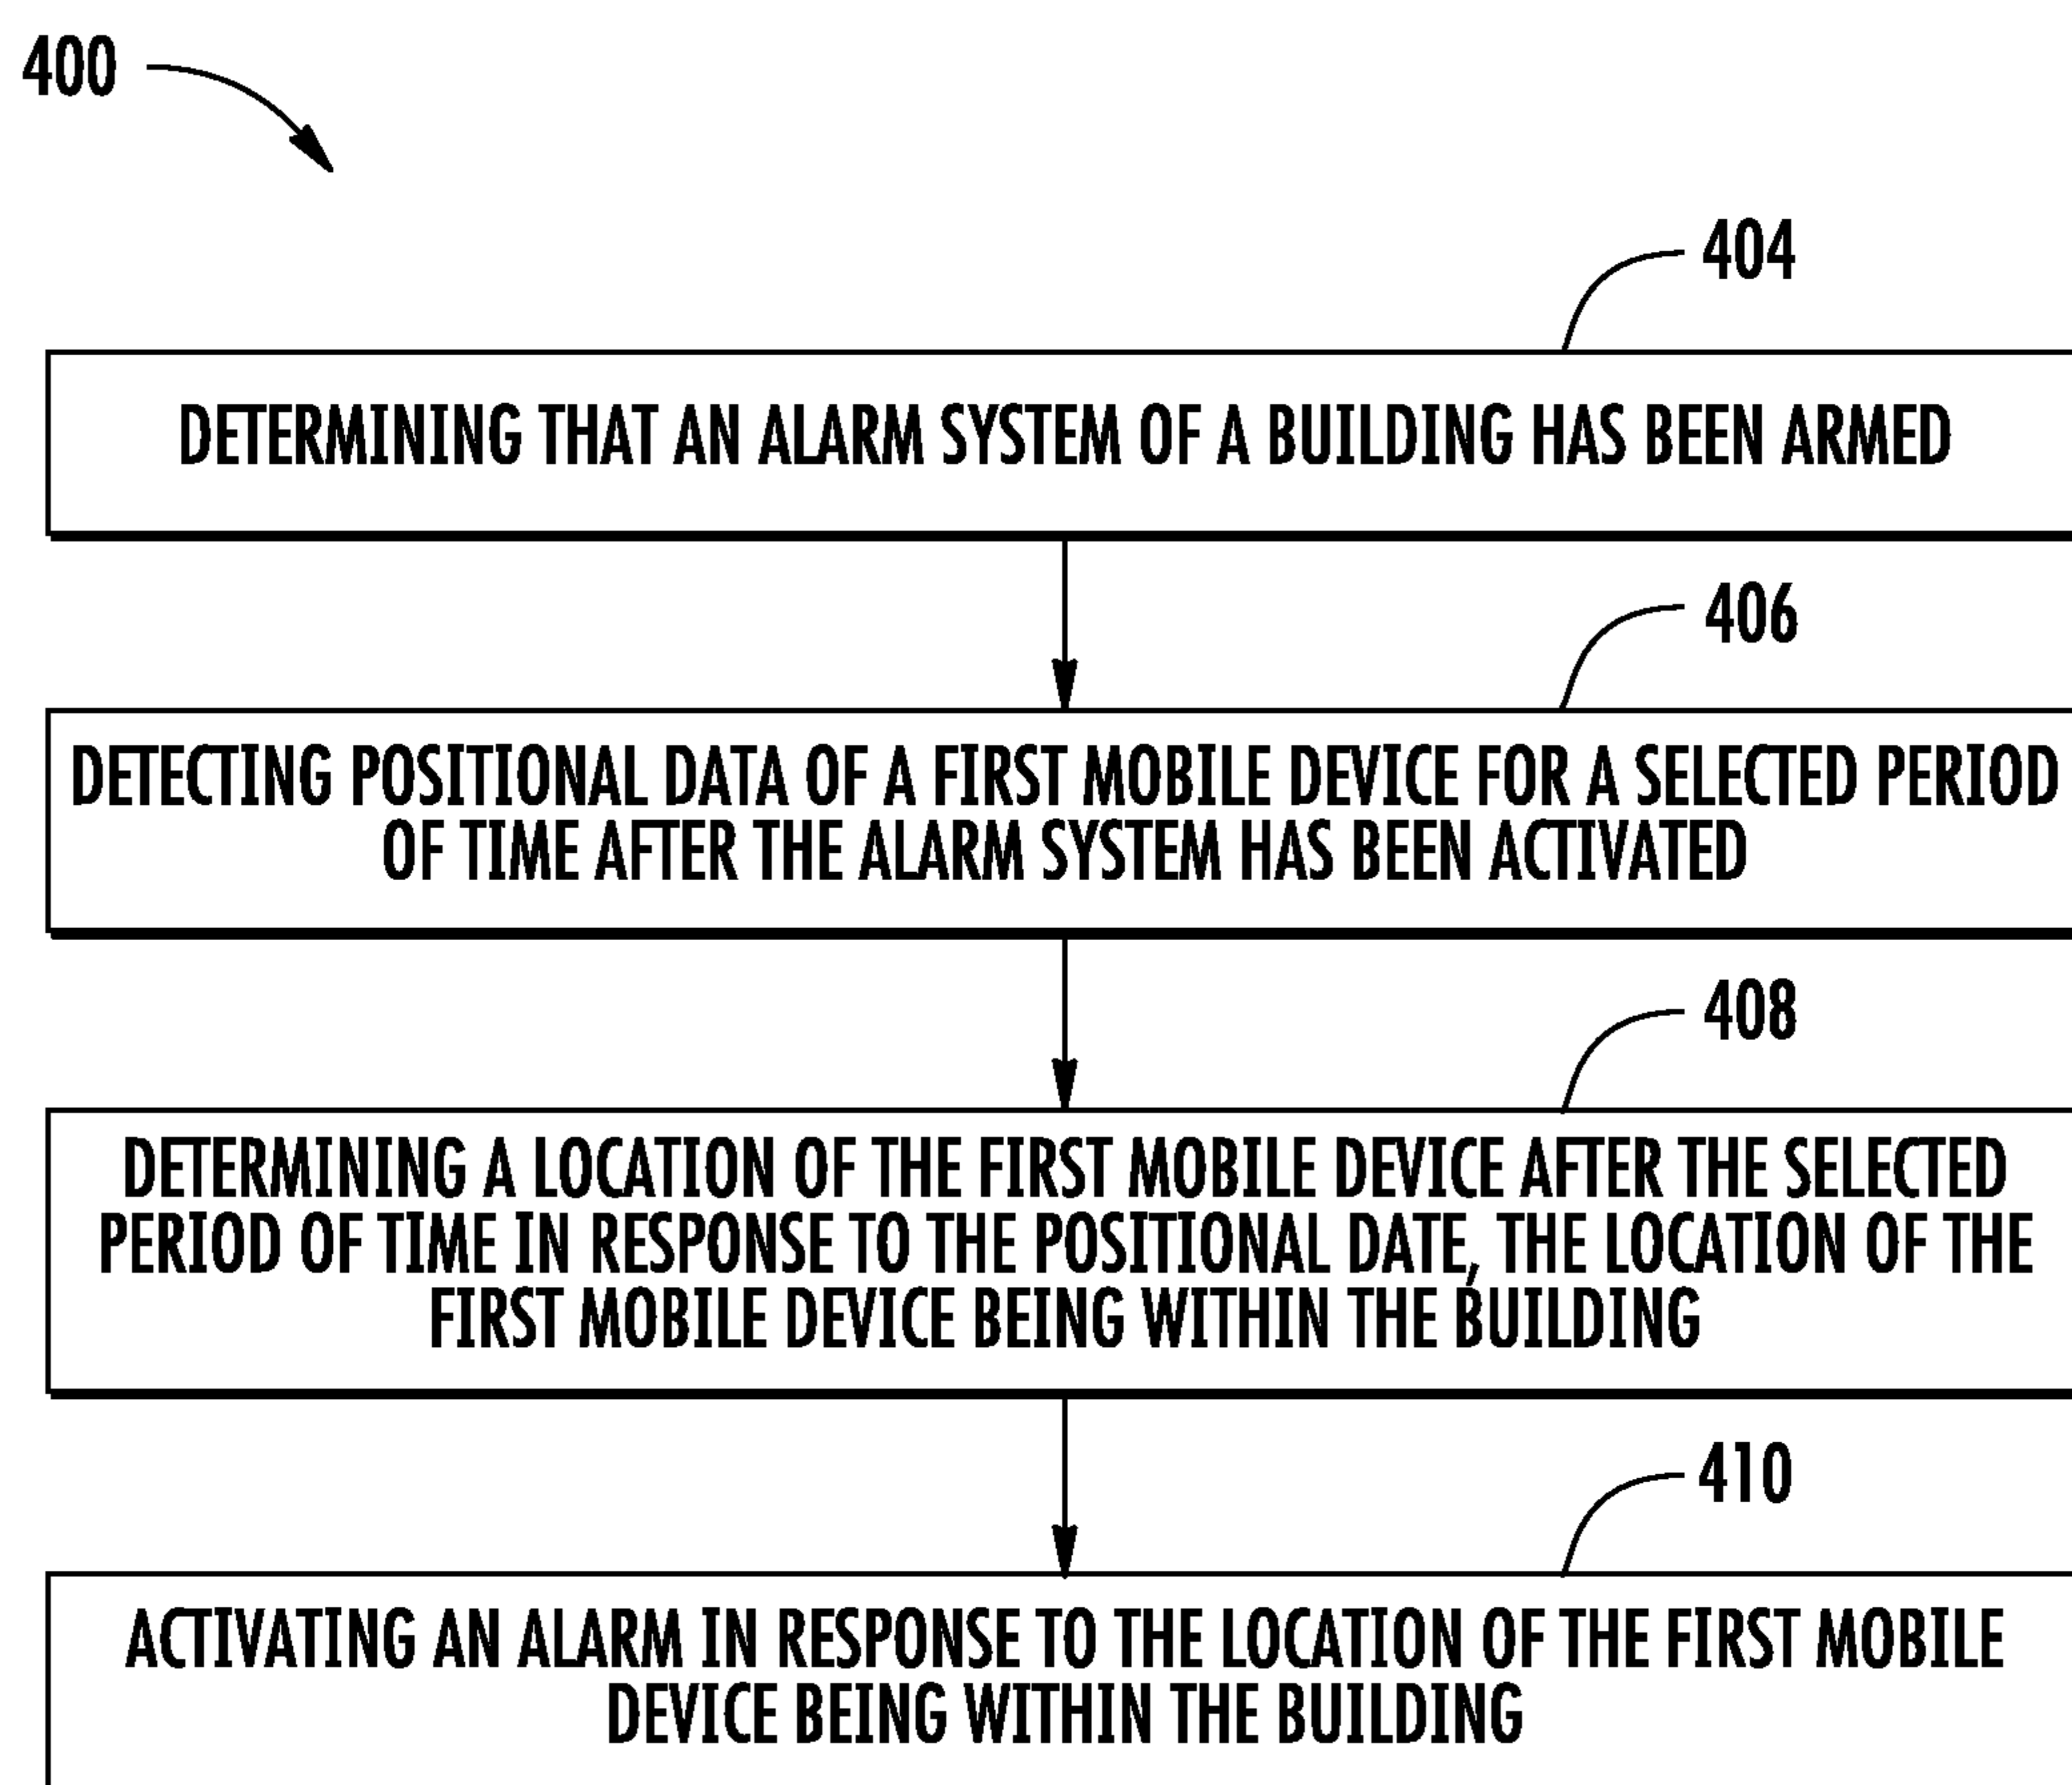 400
404
DETERMINING THAT AN ALARM SYSTEM OF A BUILDING HAS BEEN ARMED
406
DETECTING POSITIONAL DATA OF A FIRST MOBILE DEVICE FOR A SELECTED PERIOD
OF TIME AFTER THE ALARM SYSTEM HAS BEEN ACTIVATED
408
DETERMINING A LOCATION OF THE FIRST MOBILE DEVICE AFTER THE SELECTED
PERIOD OF TIME IN RESPONSE TO THE POSITIONAL DATE, THE LOCATION OF THE
FIRST MOBILE DEVICE BEING WITHIN THE BUILDING
410
ACTIVATING AN ALARM IN RESPONSE TO THE LOCATION OF THE FIRST MOBILE
DEVICE BEING WITHIN THE BUILDING